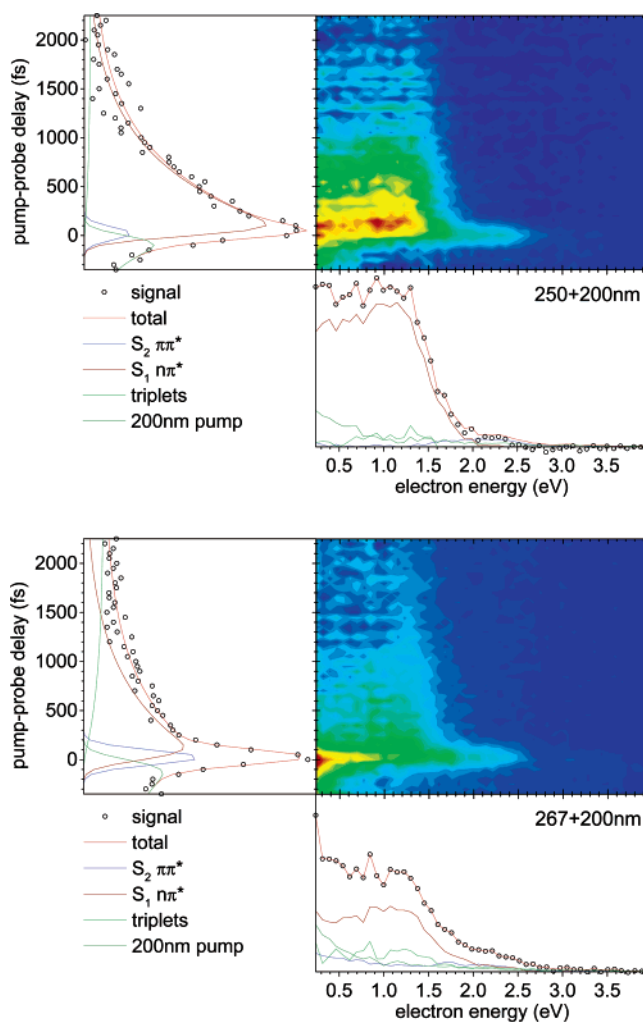 2000
1500
1000
500
0
pump-probe delay (fs)
signal
total
S₂ ππ*
S₁ nπ*
triplets
200nm pump
250+200nm
0.5 1.0 1.5 2.0 2.5 3.0 3.5
electron energy (eV)
2000
1500
1000
500
0
pump-probe delay (fs)
signal
total
S₂ ππ*
S₁ nπ*
triplets
200nm pump
267+200nm
0.5 1.0 1.5 2.0 2.5 3.0 3.5
electron energy (eV)